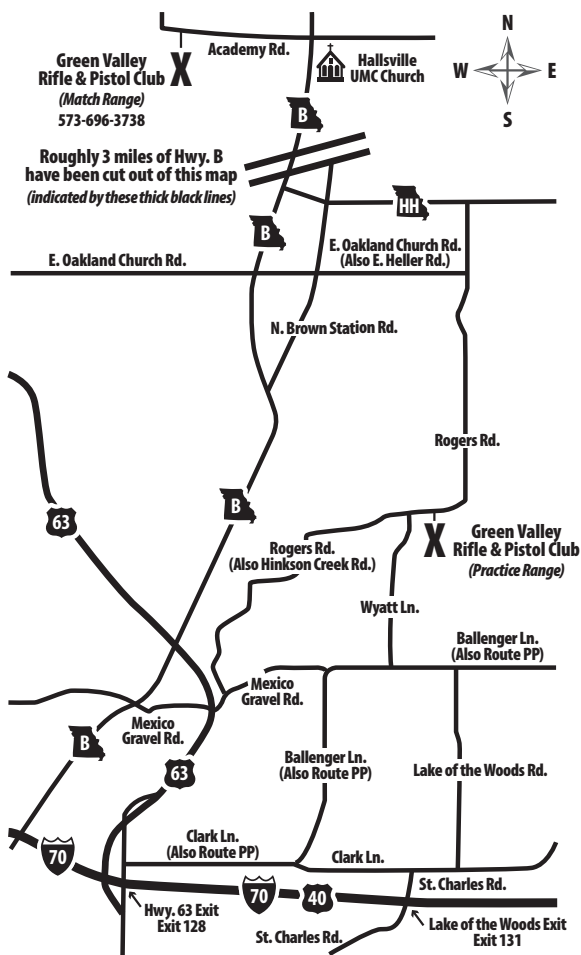 N
W
E
S
Academy Rd.
Green Valley
Rifle & Pistol Club
(Match Range)
573-696-3738
X
Hallsville
UMC Church
B
Roughly 3 miles of Hwy. B
have been cut out of this map
(indicated by these thick black lines)
HH
B
E. Oakland Church Rd.
E. Oakland Church Rd.
(Also E. Heller Rd.)
N. Brown Station Rd.
Rogers Rd.
B
63
X
Green Valley
Rifle & Pistol Club
(Practice Range)
Rogers Rd.
(Also Hinkson Creek Rd.)
Wyatt Ln.
Ballenger Ln.
(Also Route PP)
Mexico
Gravel Rd.
Mexico
Gravel Rd.
B
63
Ballenger Ln.
(Also Route PP)
Lake of the Woods Rd.
Clark Ln.
(Also Route PP)
Clark Ln.
70
St. Charles Rd.
70
40
Hwy. 63 Exit
Exit 128
Lake of the Woods Exit
Exit 131
St. Charles Rd.